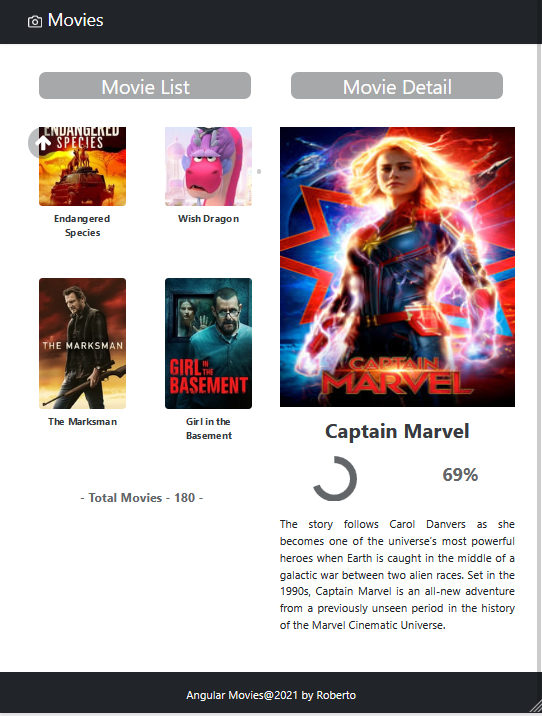 Movies
Movie List
ENDANGERED
SPECIES
Endangered
Species
Wish Dragon
THE MARKSMAN
The Marksman
GIRL IN THE
BASEMENT
Girl in the
Basement
- Total Movies - 180 -
Movie Detail
CAPTAIN
MARVEL
Captain Marvel
69%
The story follows Carol Danvers as she
becomes one of the universe's most powerful
heroes when Earth is caught in the middle of a
galactic war between two alien races. Set in the
1990s, Captain Marvel is an all-new adventure
from a previously unseen period in the history
of the Marvel Cinematic Universe.
Angular Movies@2021 by Roberto